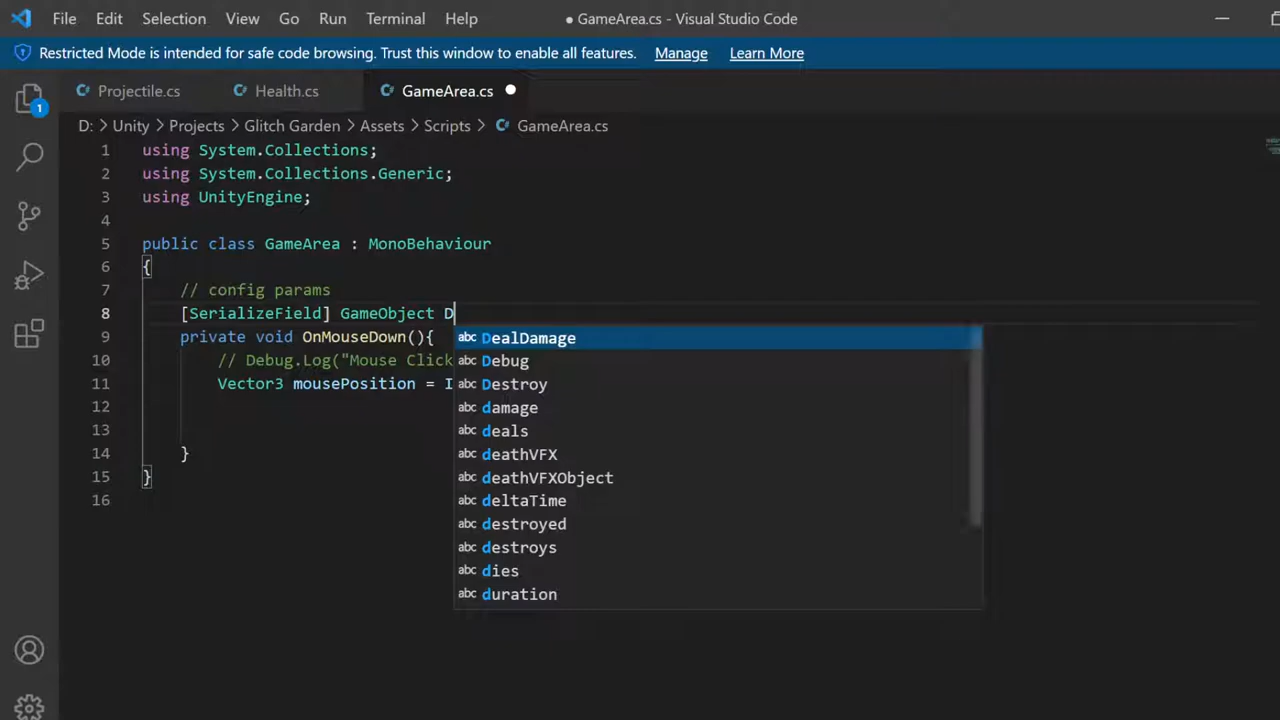 File Edit Selection View Go Run Terminal Help ● GameArea.cs - Visual Studio Code
Restricted Mode is intended for safe code browsing. Trust this window to enable all features. Manage Learn More
Projectile.cs Health.cs GameArea.cs ●
D: > Unity > Projects > Glitch Garden > Assets > Scripts > GameArea.cs
1
1 using System.Collections;
2 using System.Collections.Generic;
3 using UnityEngine;
4
5 public class GameArea : MonoBehaviour
6 {
7 // config params
8 [SerializeField] GameObject D
9 private void OnMouseDown(){
10 // Debug.Log("Mouse Click
11 Vector3 mousePosition = I
12
13
14 }
15 }
16
abc DealDamage
abc Debug
abc Destroy
abc damage
abc deals
abc deathVFX
abc deathVFXObject
abc deltaTime
abc destroyed
abc destroys
abc dies
abc duration